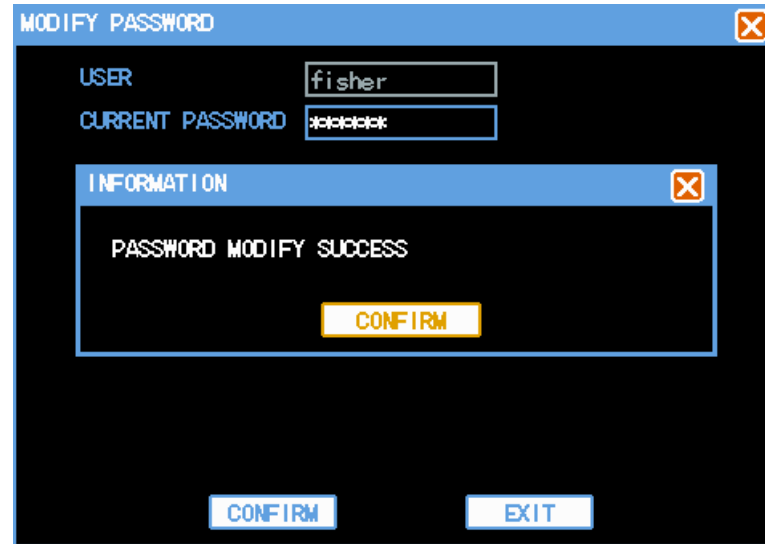 MODIFY PASSWORD
USER fisher
CURRENT PASSWORD ******
INFORMATION
PASSWORD MODIFY SUCCESS
CONFIRM
CONFIRM EXIT